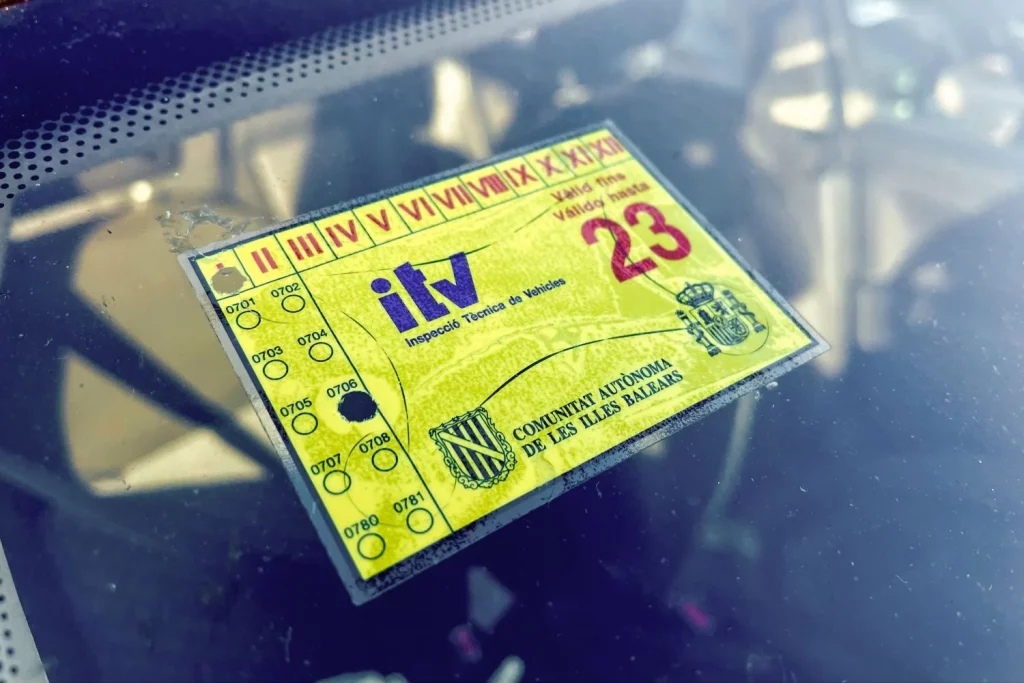 I II III IV V VI VII VIII IX X XI XII
Vàlid fins
Válido hasta
23
itv
Inspecció Tècnica de Vehicles
0701 0702
0703 0704
0705 0706
0707 0708
0780 0781
COMUNITAT AUTÒNOMA
DE LES ILLES BALEARS